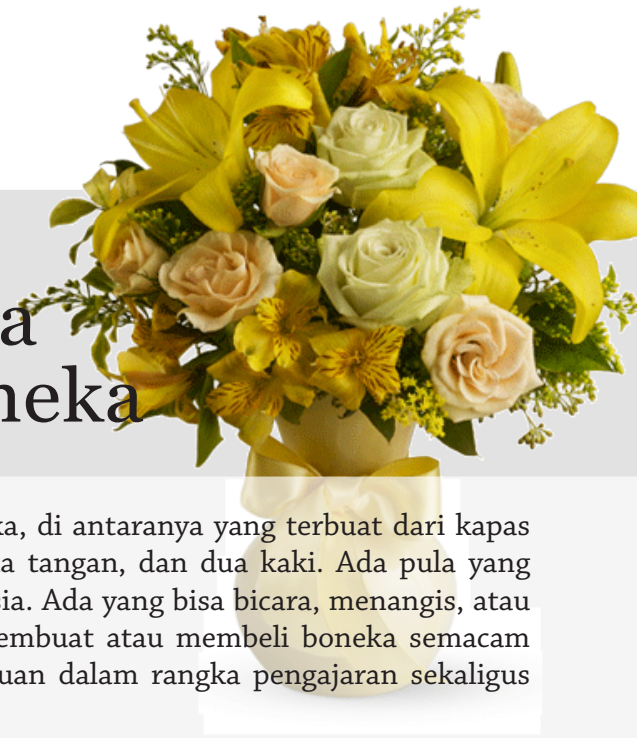 a
neka
ka, di antaranya yang terbuat dari kapas
a tangan, dan dua kaki. Ada pula yang
sia. Ada yang bisa bicara, menangis, atau
embuat atau membeli boneka semacam
uan dalam rangka pengajaran sekaligus